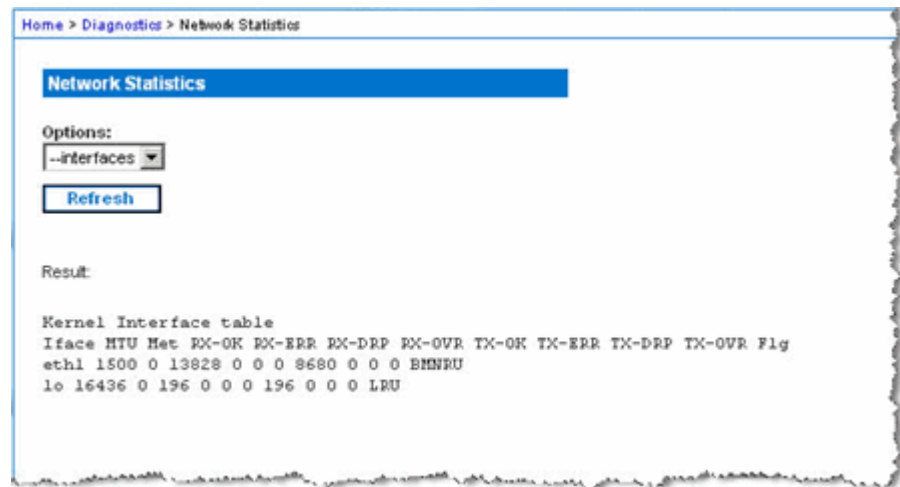 Home > Diagnostics > Network Statistics
Network Statistics
Options:
--interfaces
Refresh
Result:
Kernel Interface table
Iface MTU Met RX-OK RX-ERR RX-DRP RX-OVR TX-OK TX-ERR TX-DRP TX-OVR Flg
eth1 1500 0 13828 0 0 0 8680 0 0 0 BMNRU
lo 16436 0 196 0 0 0 196 0 0 0 LRU